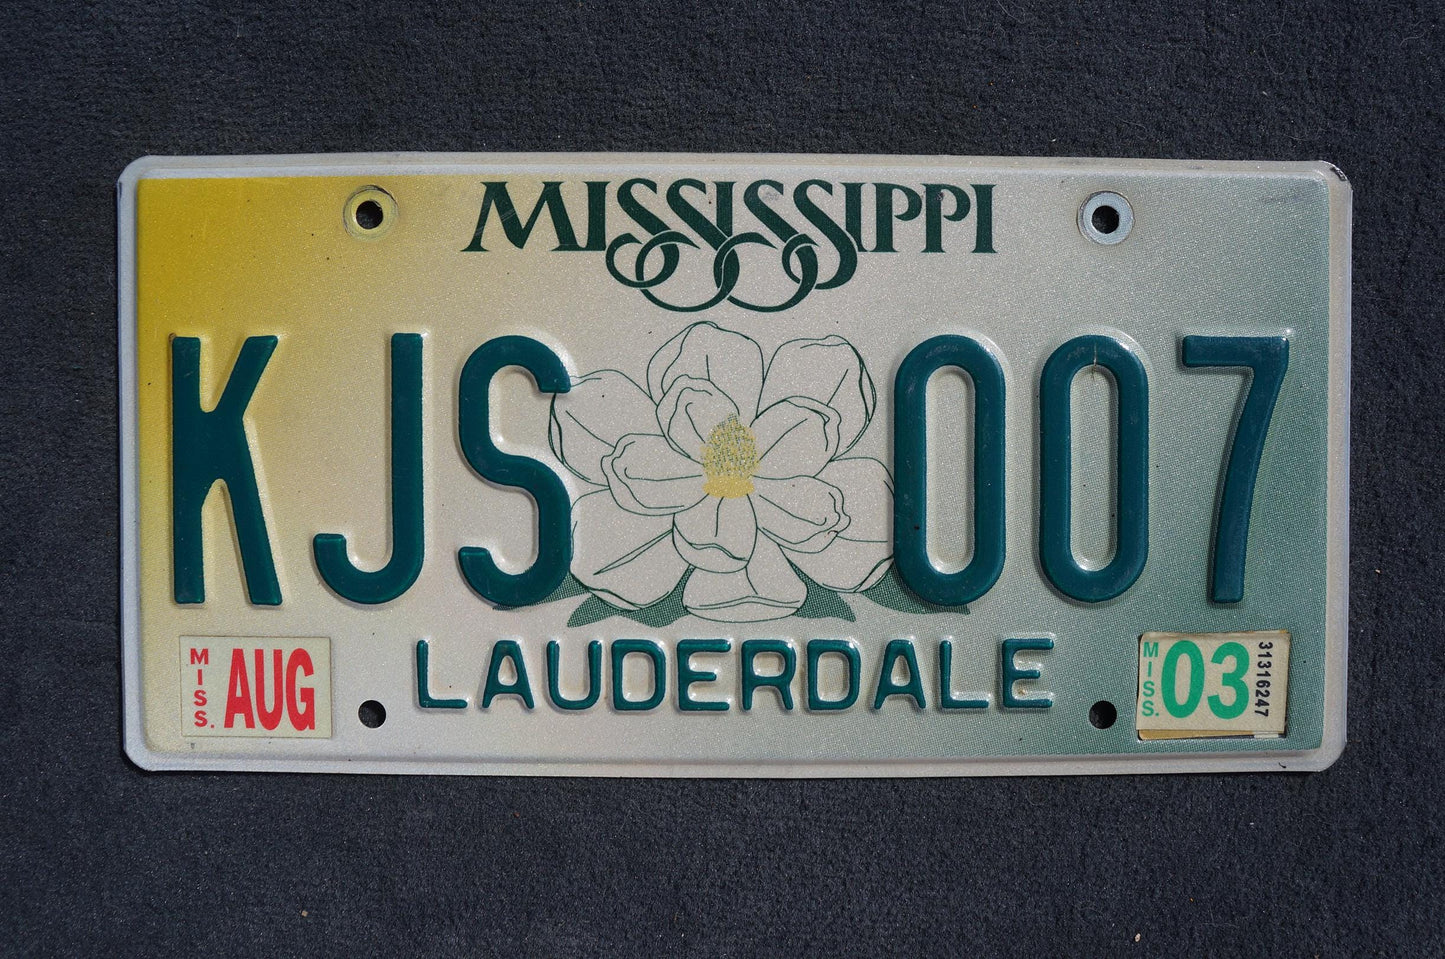 MISSISSIPPI
KJS 007
MISS. AUG
LAUDERDALE
MISS. 03 31316247